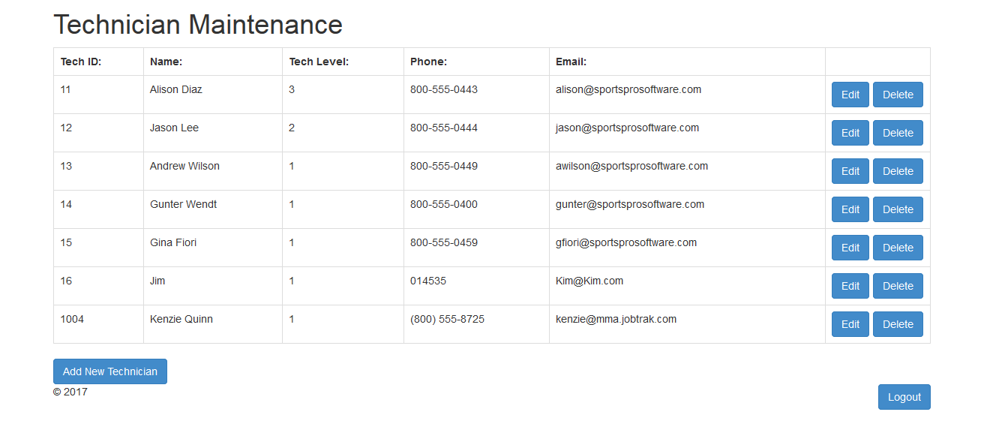 Technician Maintenance
Tech ID: Name: Tech Level: Phone: Email:
11 Alison Diaz 3 800-555-0443 alison@sportsprosoftware.com Edit Delete
12 Jason Lee 2 800-555-0444 jason@sportsprosoftware.com Edit Delete
13 Andrew Wilson 1 800-555-0449 awilson@sportsprosoftware.com Edit Delete
14 Gunter Wendt 1 800-555-0400 gunter@sportsprosoftware.com Edit Delete
15 Gina Fiori 1 800-555-0459 gfiori@sportsprosoftware.com Edit Delete
16 Jim 1 014535 Kim@Kim.com Edit Delete
1004 Kenzie Quinn 1 (800) 555-8725 kenzie@mma.jobtrak.com Edit Delete
Add New Technician
© 2017
Logout